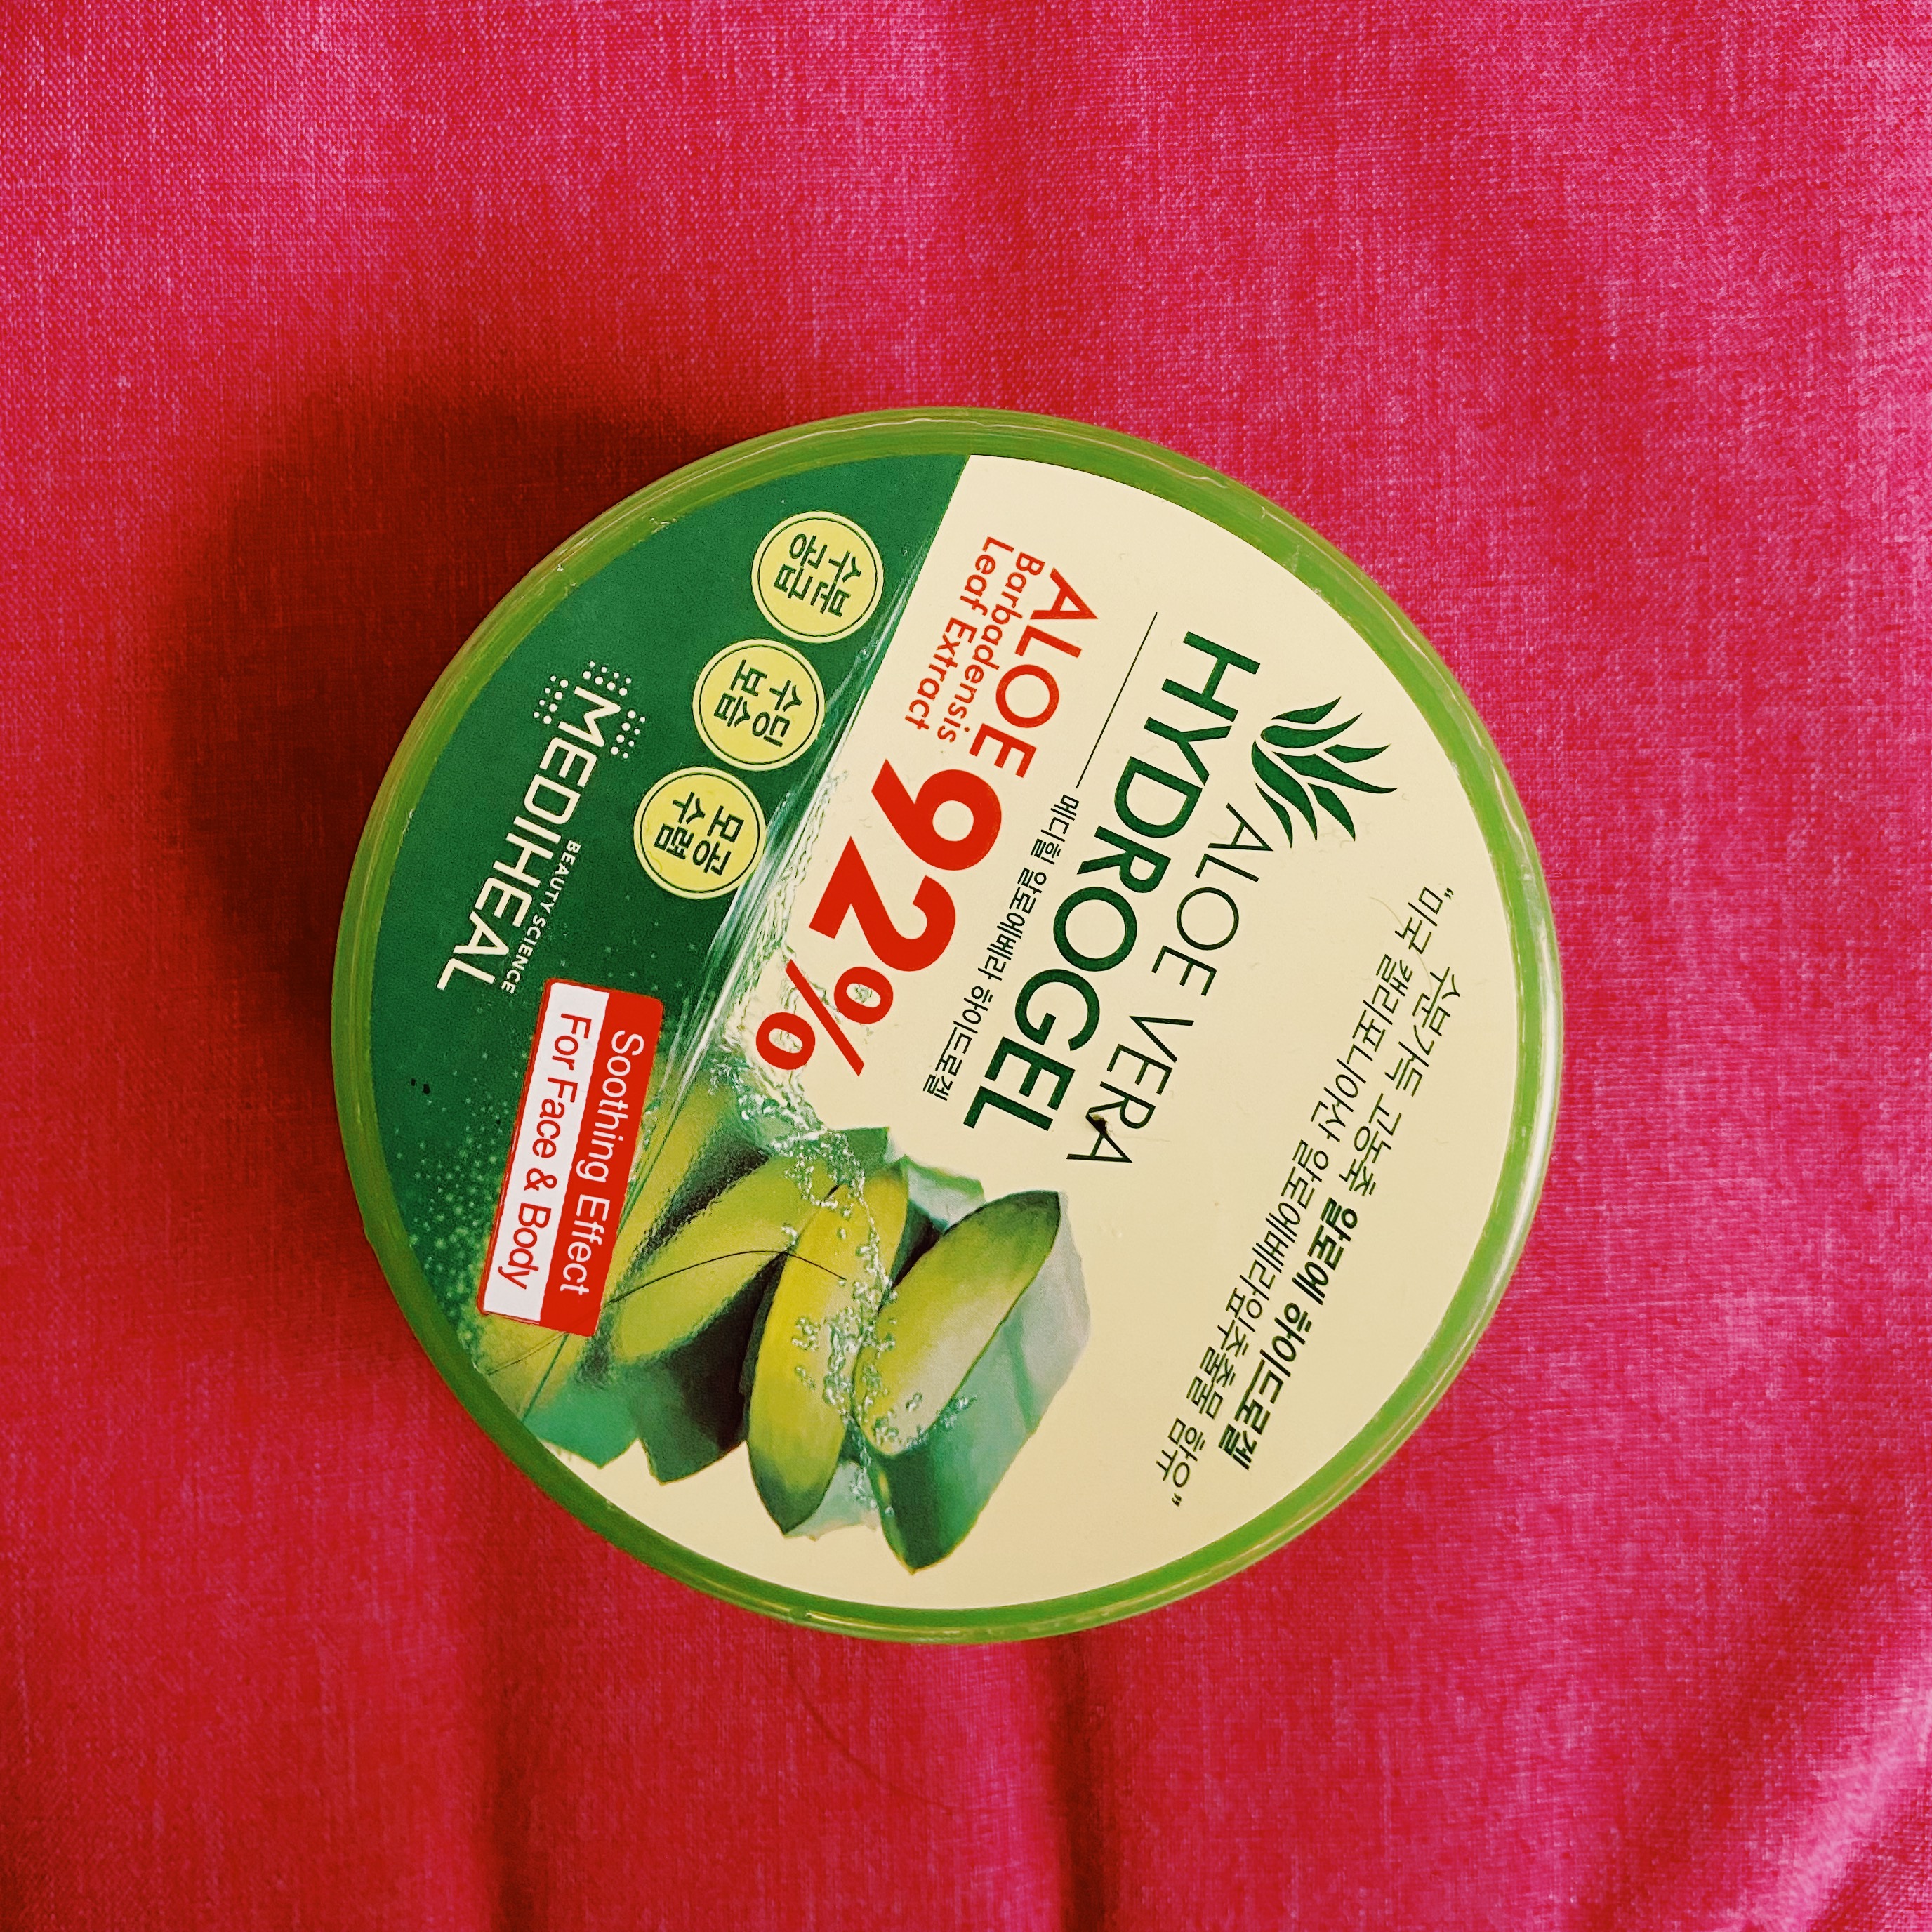 수분가득 고농축 알로에 하이드로겔
“미국 캘리포니아산 알로에베라잎추출물 함유”
ALOE VERA
HYDROGEL
메디힐 알로에베라 하이드로겔
ALOE
Barbadensis
Leaf Extract
92%
수분
공급
수딩
보습
모공
수렴
MEDIHEAL
BEAUTY SCIENCE
Soothing Effect
For Face & Body